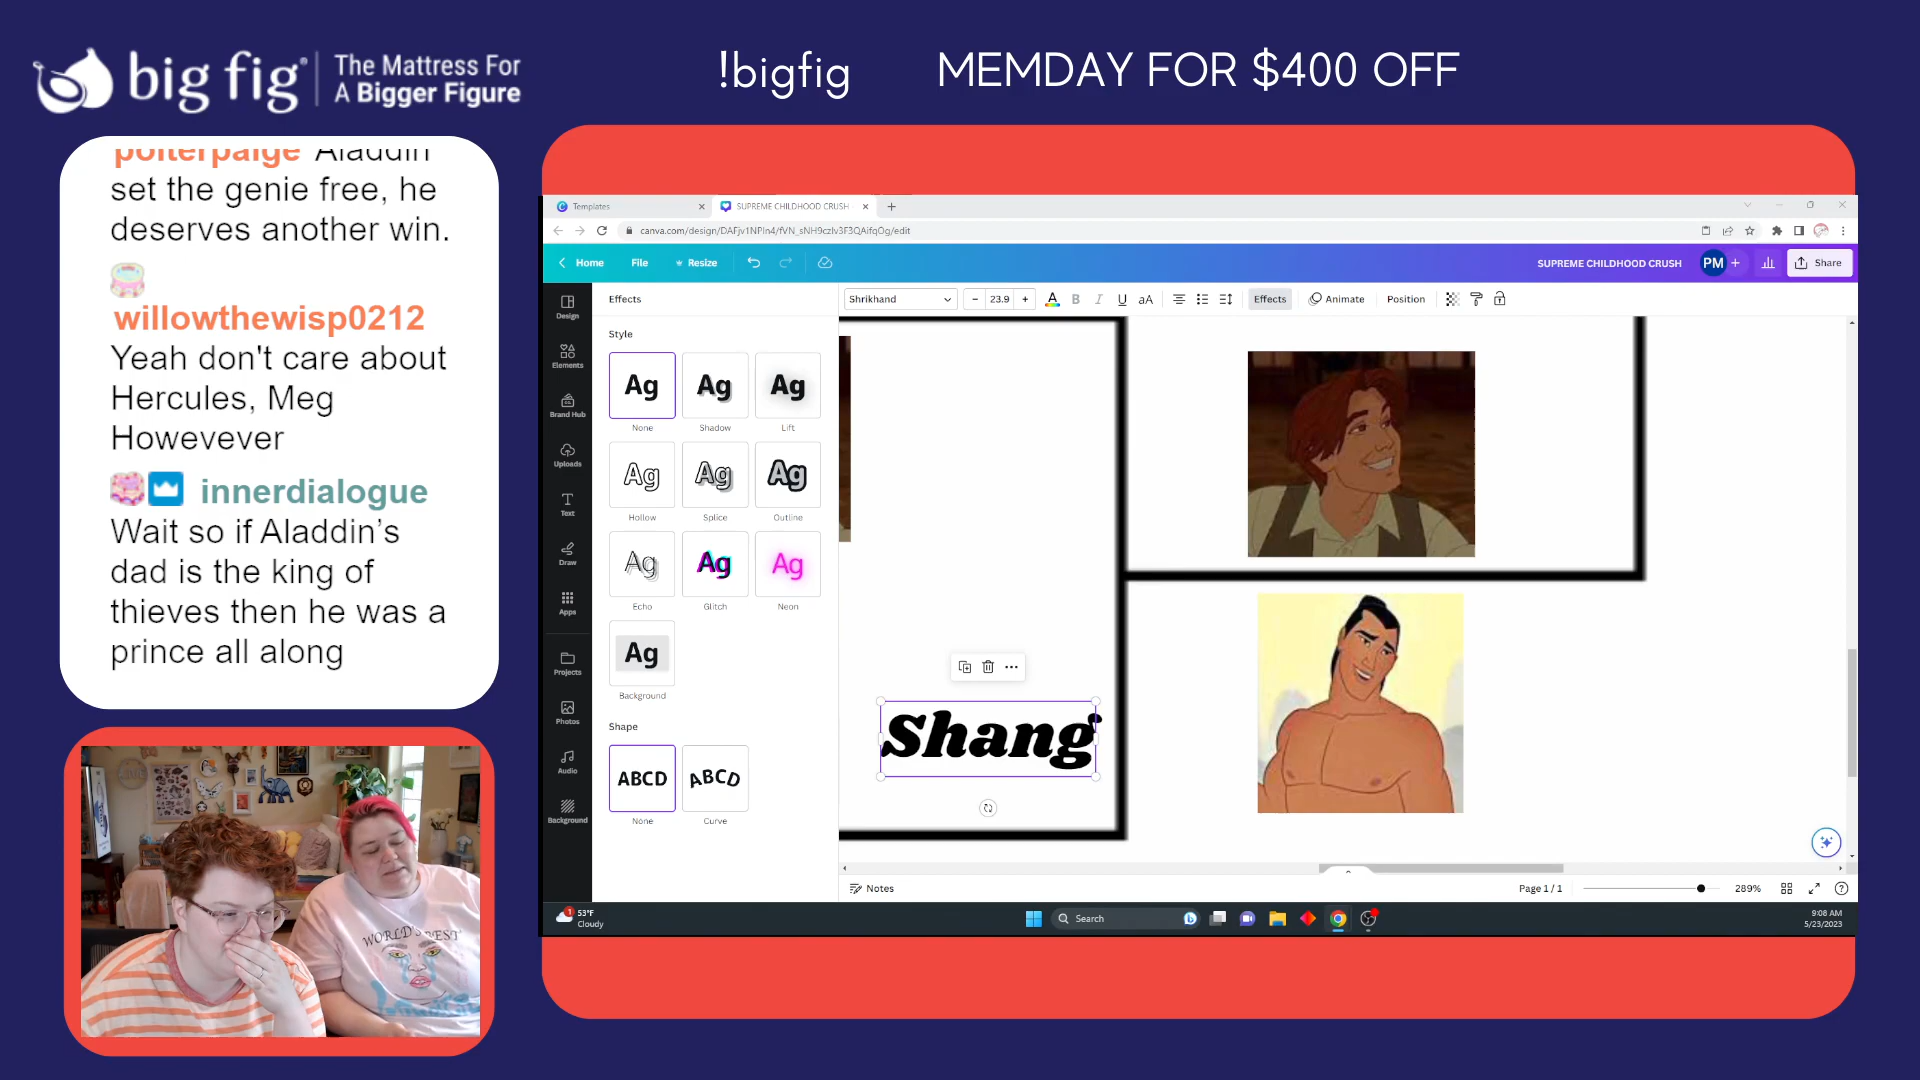 big fig
The Mattress For
A Bigger Figure
!bigfig
MEMDAY FOR $400 OFF
polterpaige Aladdin
set the genie free, he
deserves another win.
willowthewisp0212
Yeah don't care about
Hercules, Meg
Howevever
innerdialogue
Wait so if Aladdin’s
dad is the king of
thieves then he was a
prince all along
Templates
SUPREME CHILDHOOD CRUSH
Home
File
Resize
SUPREME CHILDHOOD CRUSH
PM
Share
Design
Elements
Brand Hub
Uploads
Text
Draw
Apps
Projects
Photos
Audio
Background
Effects
Style
Ag
Ag
Ag
None
Shadow
Lift
Ag
Ag
Ag
Hollow
Splice
Outline
Ag
Ag
Ag
Echo
Glitch
Neon
Ag
Background
Shape
ABCD
ABCD
None
Curve
Shrikhand
23.9
A
B
I
U
aA
Effects
Animate
Position
Shang
Notes
Page 1 / 1
289%
1
53°F
Cloudy
Search
9:08 AM
5/23/2023
WORLD'S BEST